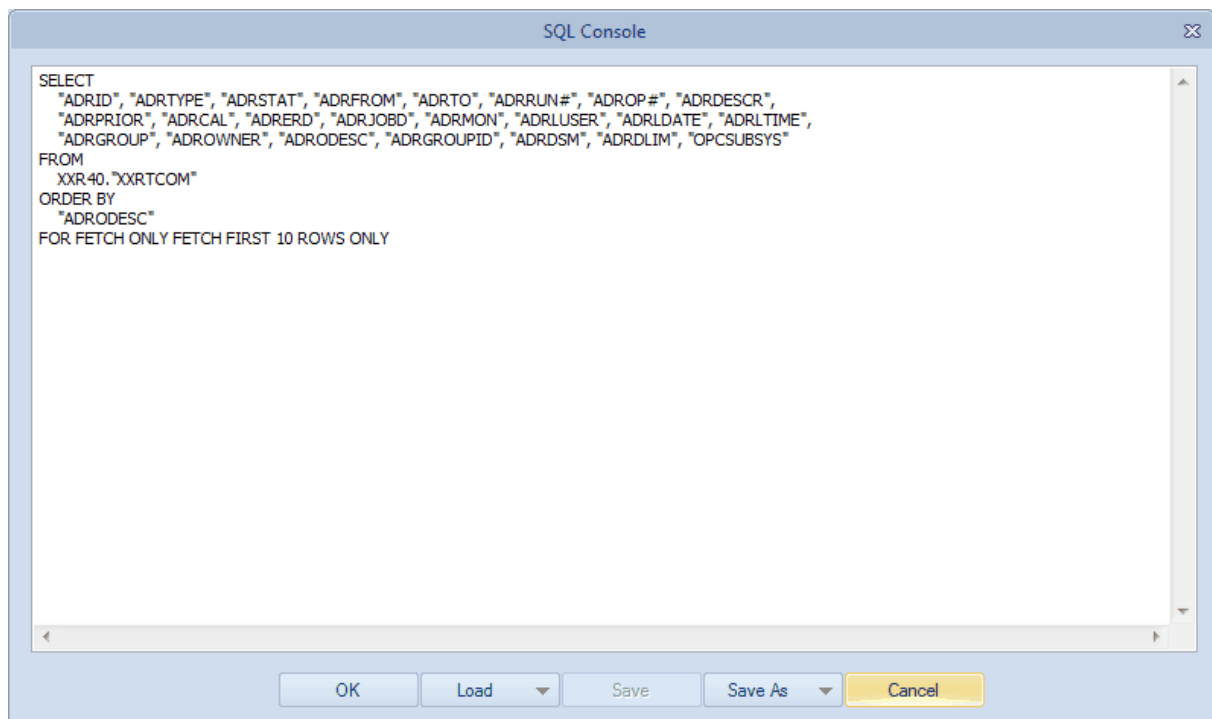 SQL Console
SELECT
"ADRID", "ADRTYPE", "ADRSTAT", "ADRFROM", "ADRTO", "ADRRUN#", "ADROP#", "ADRDESCR",
"ADRPRIOR", "ADRCAL", "ADRERD", "ADRJOBD", "ADRMON", "ADRLUSER", "ADRLDATE", "ADRLTIME",
"ADRGROUP", "ADROWNER", "ADRODESC", "ADRGROUPID", "ADRDSM", "ADRDLIM", "OPCSUBSYS"
FROM
XXR40."XXRTCOM"
ORDER BY
"ADRODESC"
FOR FETCH ONLY FETCH FIRST 10 ROWS ONLY
OK Load Save Save As Cancel